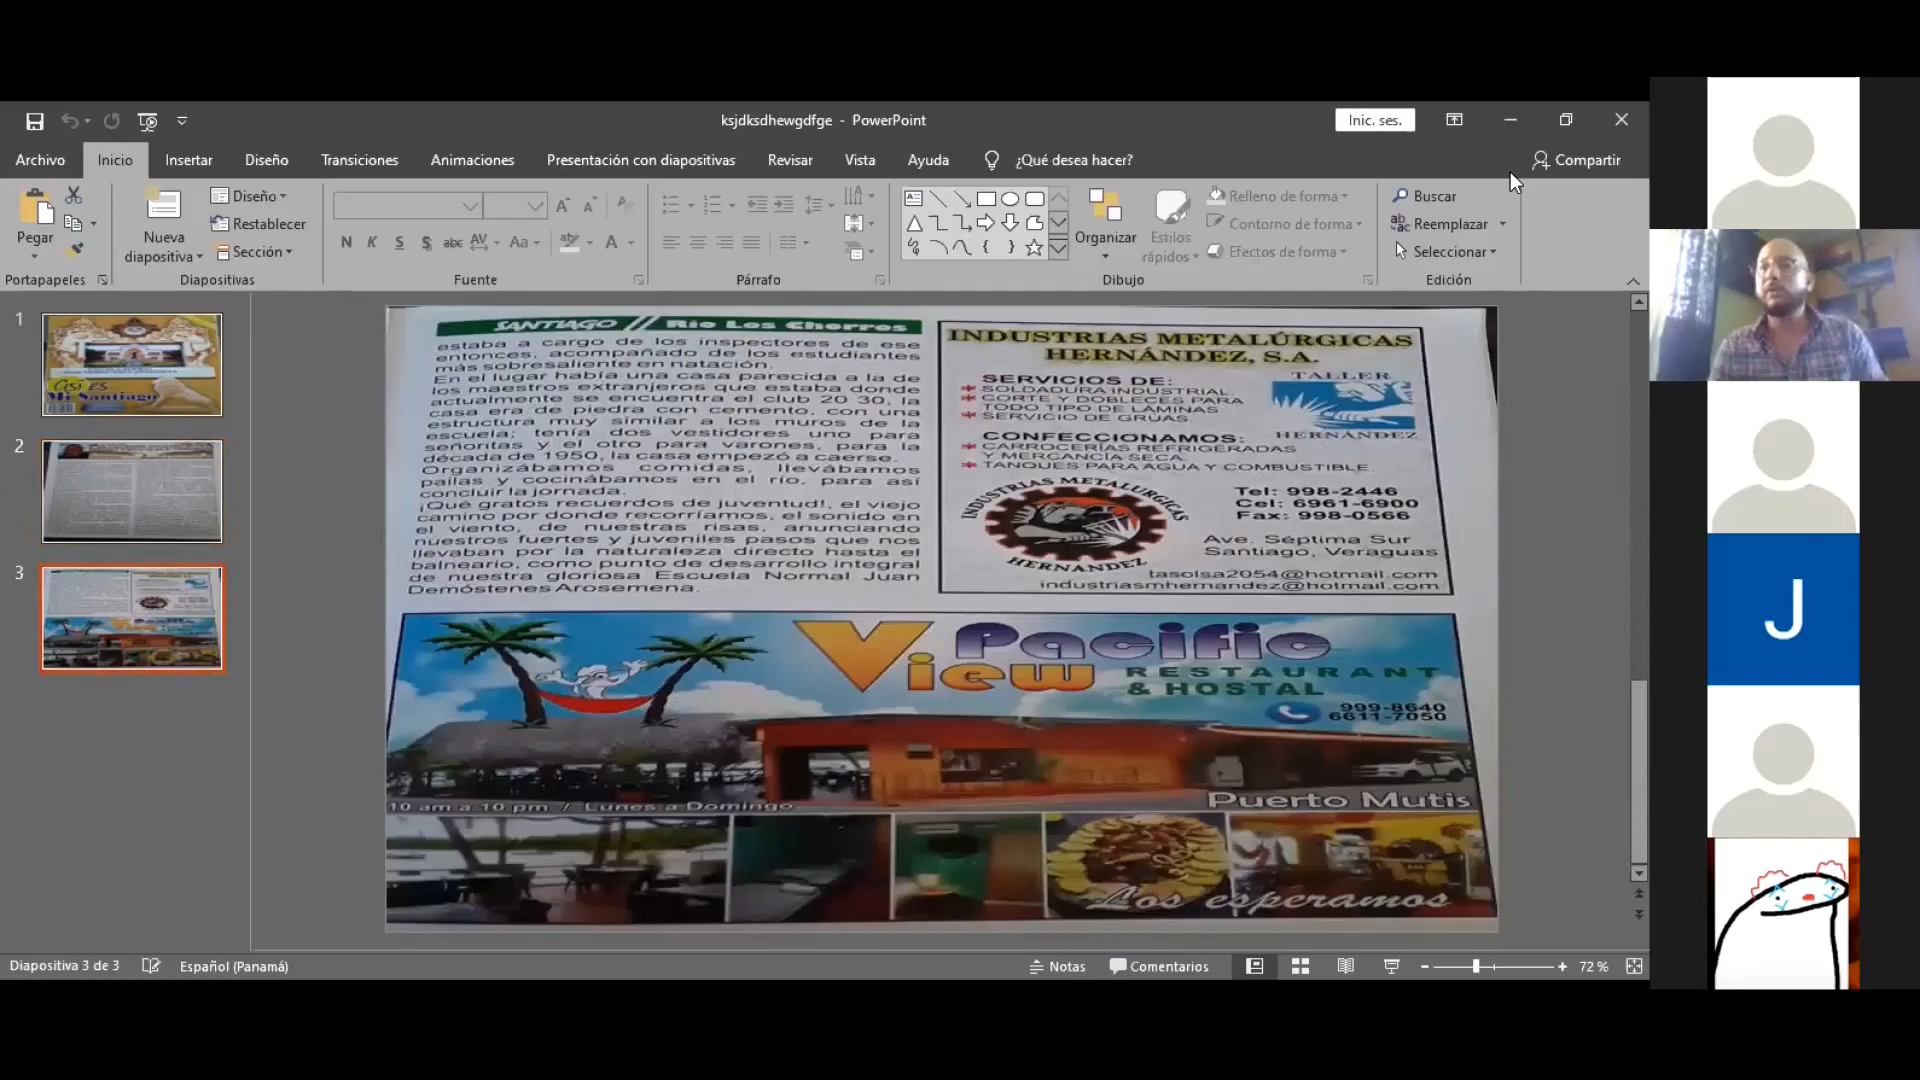 ksjdksdhewgdfge - PowerPoint
Inic. ses.
Archivo Inicio Insertar Diseño Transiciones Animaciones Presentación con diapositivas Revisar Vista Ayuda ¿Qué desea hacer? Compartir
Pegar
Nueva diapositiva
Diseño
Restablecer
Sección
N K S S abc AV Aa A
Organizar
Estilos rápidos
Relleno de forma
Contorno de forma
Efectos de forma
Buscar
Reemplazar
Seleccionar
Portapapeles Diapositivas Fuente Párrafo Dibujo Edición
1
ASÍ ES
Mi Santiago
2
3
SANTIAGO // Río Los Chorros
estaba a cargo de los inspectores de ese
entonces, acompañado de los estudiantes
más sobresaliente en natación.
En el lugar había una casa parecida a la de
los maestros extranjeros que estaba donde
actualmente se encuentra el club 20 30, la
casa era de piedra con cemento, con una
estructura muy similar a los muros de la
escuela; tenía dos vestidores uno para
señoritas y el otro para varones, para la
década de 1950, la casa empezó a caerse.
Organizábamos comidas, llevábamos
pailas y cocinábamos en el río, para así
concluir la jornada.
¡Qué gratos recuerdos de juventud!, el viejo
camino por donde recorríamos, el sonido en
el viento, de nuestras risas, anunciando
nuestros fuertes y juveniles pasos que nos
llevaban por la naturaleza directo hasta el
balneario, como punto de desarrollo integral
de nuestra gloriosa Escuela Normal Juan
Demóstenes Arosemena.
INDUSTRIAS METALÚRGICAS
HERNÁNDEZ, S.A.
SERVICIOS DE:
SOLDADURA INDUSTRIAL.
CORTE Y DOBLECES PARA
TODO TIPO DE LÁMINAS
SERVICIO DE GRÚAS.
TALLER
HERNÁNDEZ
CONFECCIONAMOS:
CARROCERÍAS REFRIGERADAS
Y MERCANCÍA SECA.
TANQUES PARA AGUA Y COMBUSTIBLE.
INDUSTRIAS METALURGICAS
HERNANDEZ
Tel: 998-2446
Cel: 6961-6900
Fax: 998-0566
Ave. Séptima Sur
Santiago, Veraguas
tasolsa2054@hotmail.com
industriasmhernandez@hotmail.com
Pacific
View
RESTAURANT
& HOSTAL
999-8640
6611-7050
10 am a 10 pm / Lunes a Domingo
Puerto Mutis
Los esperamos
Diapositiva 3 de 3 Español (Panamá) Notas Comentarios 72 %
J